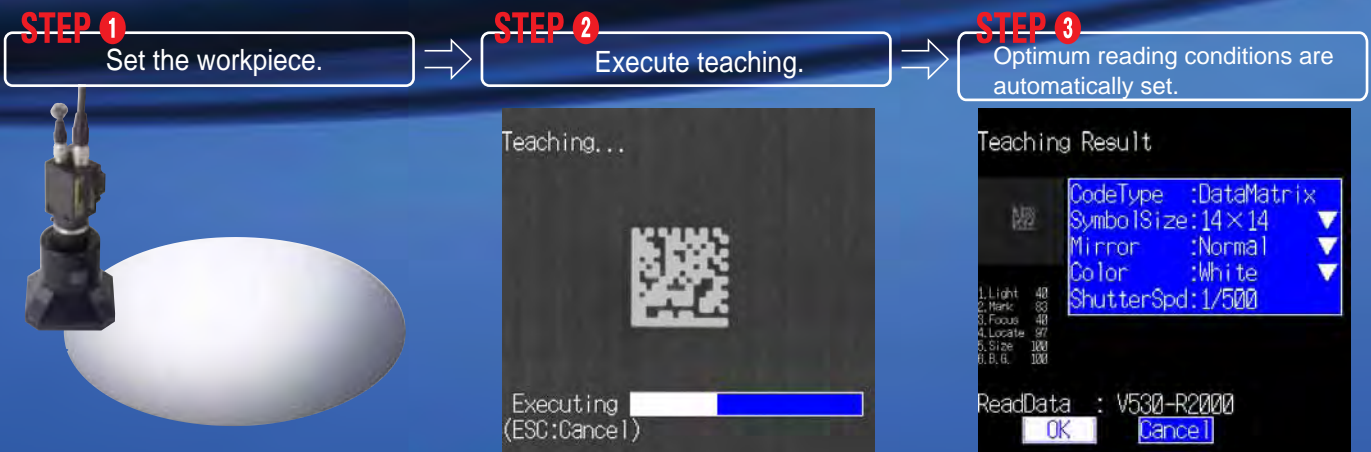 STEP 1
Set the workpiece.
STEP 2
Execute teaching.
STEP 3
Optimum reading conditions are
automatically set.
Teaching...
Executing
(ESC:Cancel)
Teaching Result
CodeType :DataMatrix
SymbolSize:14×14
Mirror :Normal
Color :White
ShutterSpd:1/500
1.Light 40
2.Mark 83
3.Focus 40
4.Locate 97
5.Size 100
6.B.G. 100
ReadData : V530-R2000
OK Cancel